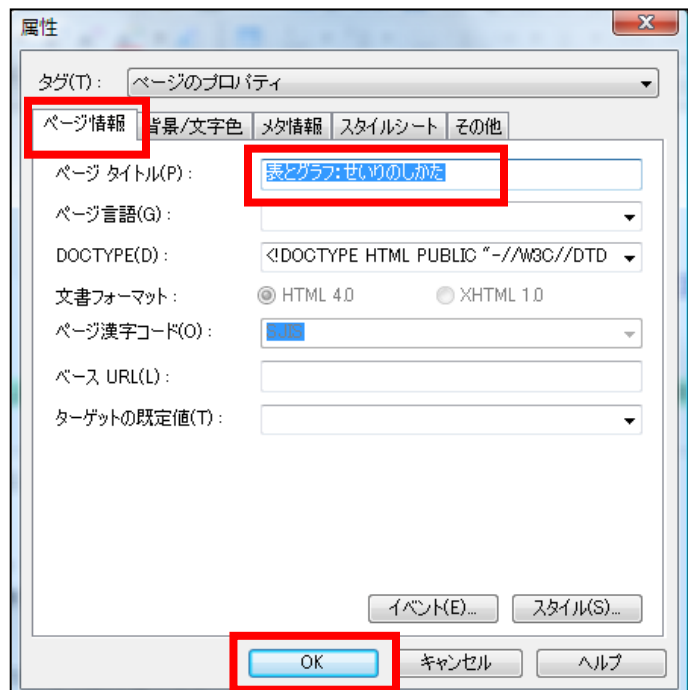 属性
タグ(T): ページのプロパティ
ページ情報 背景/文字色 メタ情報 スタイルシート その他
ページ タイトル(P): 表とグラフ:せいりのしかた
ページ言語(G):
DOCTYPE(D): <!DOCTYPE HTML PUBLIC "-//W3C//DTD
文書フォーマット: HTML 4.0 XHTML 1.0
ページ漢字コード(O):
ベース URL(L):
ターゲットの既定値(T):
イベント(E)... スタイル(S)...
OK キャンセル ヘルプ